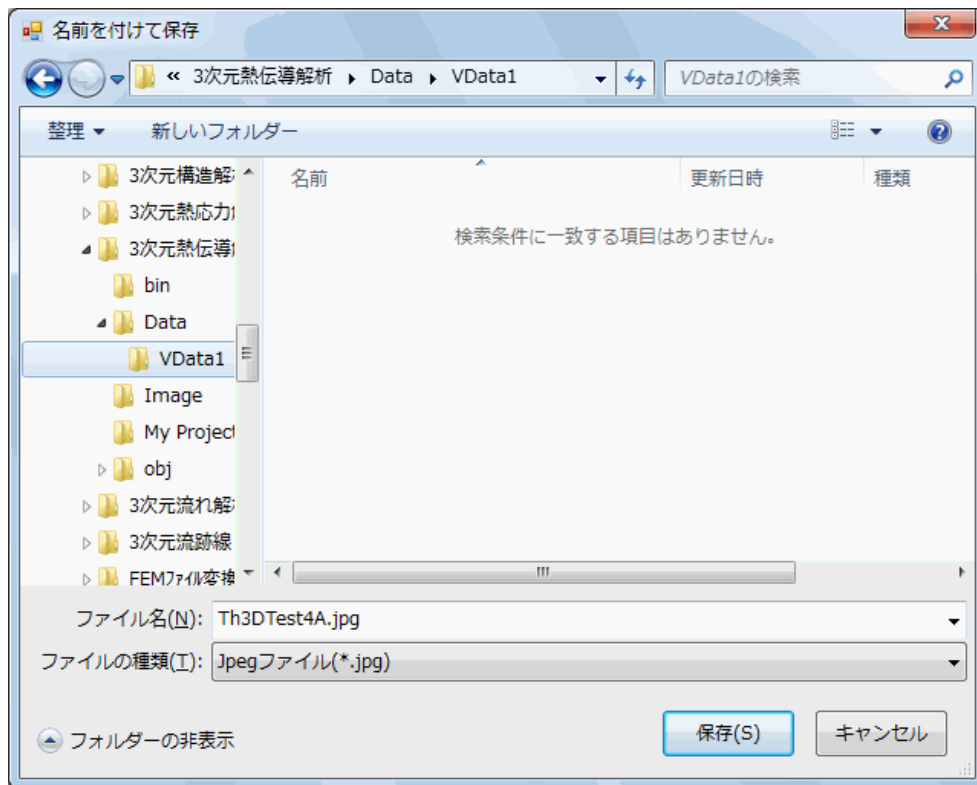 名前を付けて保存
« 3次元熱伝導解析 ▸ Data ▸ VData1
VData1の検索
整理 新しいフォルダー
3次元構造解
3次元熱応力
3次元熱伝導
bin
Data
VData1
Image
My Project
obj
3次元流れ解
3次元流跡線
FEMファイル変換
名前 更新日時 種類
検索条件に一致する項目はありません。
ファイル名(N): Th3DTest4A.jpg
ファイルの種類(T): Jpegファイル(*.jpg)
フォルダーの非表示
保存(S) キャンセル